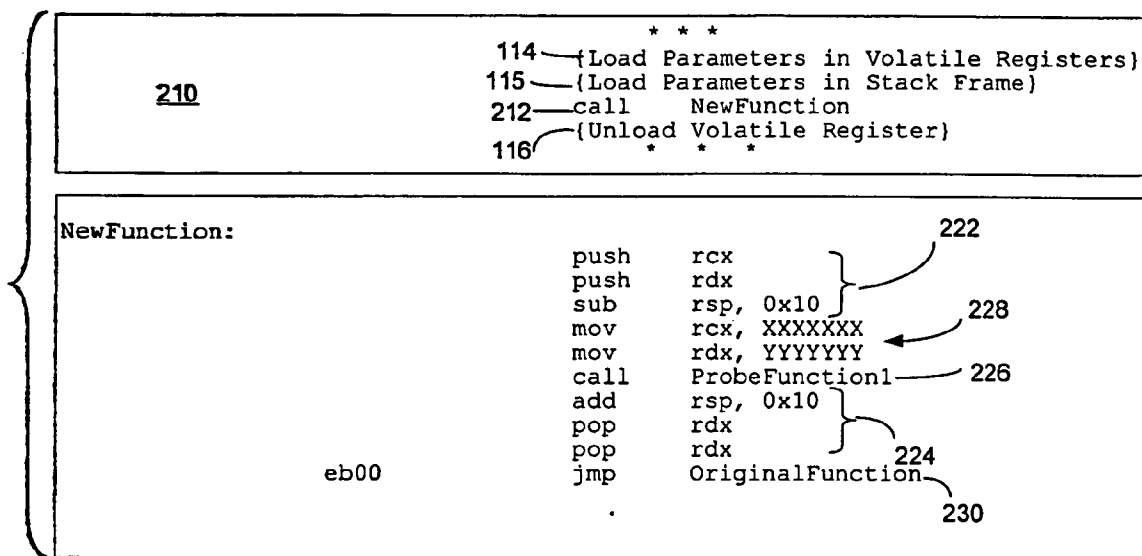 * * *
114 {Load Parameters in Volatile Registers}
115 {Load Parameters in Stack Frame}
210
212 call NewFunction
{Unload Volatile Register}
116
* * *
NewFunction:
222
push rcx
push rdx
sub rsp, 0x10
228
mov rcx, XXXXXXX
mov rdx, YYYYYYY
call ProbeFunction1 226
add rsp, 0x10
pop rdx
pop rdx
224
eb00 jmp OriginalFunction
230